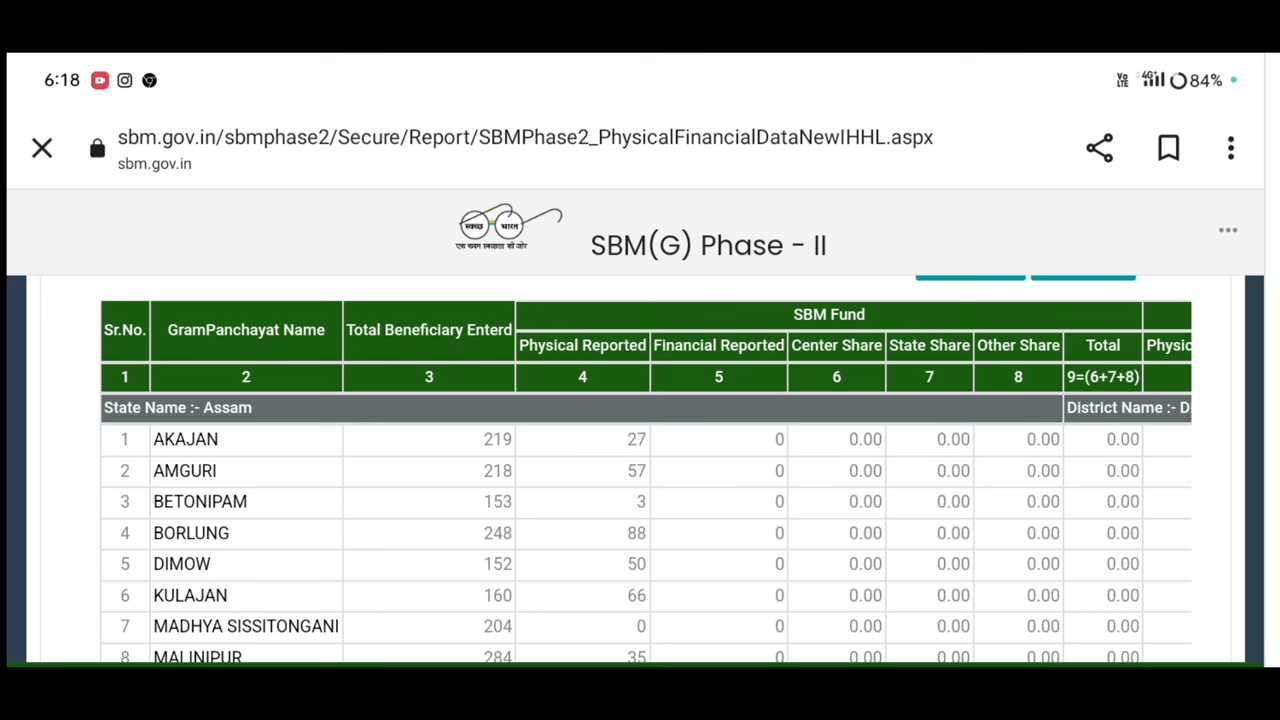 6:18 Vo LTE 4G+ 84%
sbm.gov.in/sbmphase2/Secure/Report/SBMPhase2_PhysicalFinancialDataNewIHHL.aspx
sbm.gov.in
स्वच्छ भारत
एक कदम स्वच्छता की ओर
SBM(G) Phase - II
Sr.No. GramPanchayat Name Total Beneficiary Enterd SBM Fund
Physical Reported Financial Reported Center Share State Share Other Share Total Physic
1 2 3 4 5 6 7 8 9=(6+7+8)
State Name :- Assam District Name :- D
1 AKAJAN 219 27 0 0.00 0.00 0.00 0.00
2 AMGURI 218 57 0 0.00 0.00 0.00 0.00
3 BETONIPAM 153 3 0 0.00 0.00 0.00 0.00
4 BORLUNG 248 88 0 0.00 0.00 0.00 0.00
5 DIMOW 152 50 0 0.00 0.00 0.00 0.00
6 KULAJAN 160 66 0 0.00 0.00 0.00 0.00
7 MADHYA SISSITONGANI 204 0 0 0.00 0.00 0.00 0.00
8 MALINIPUR 284 35 0 0.00 0.00 0.00 0.00